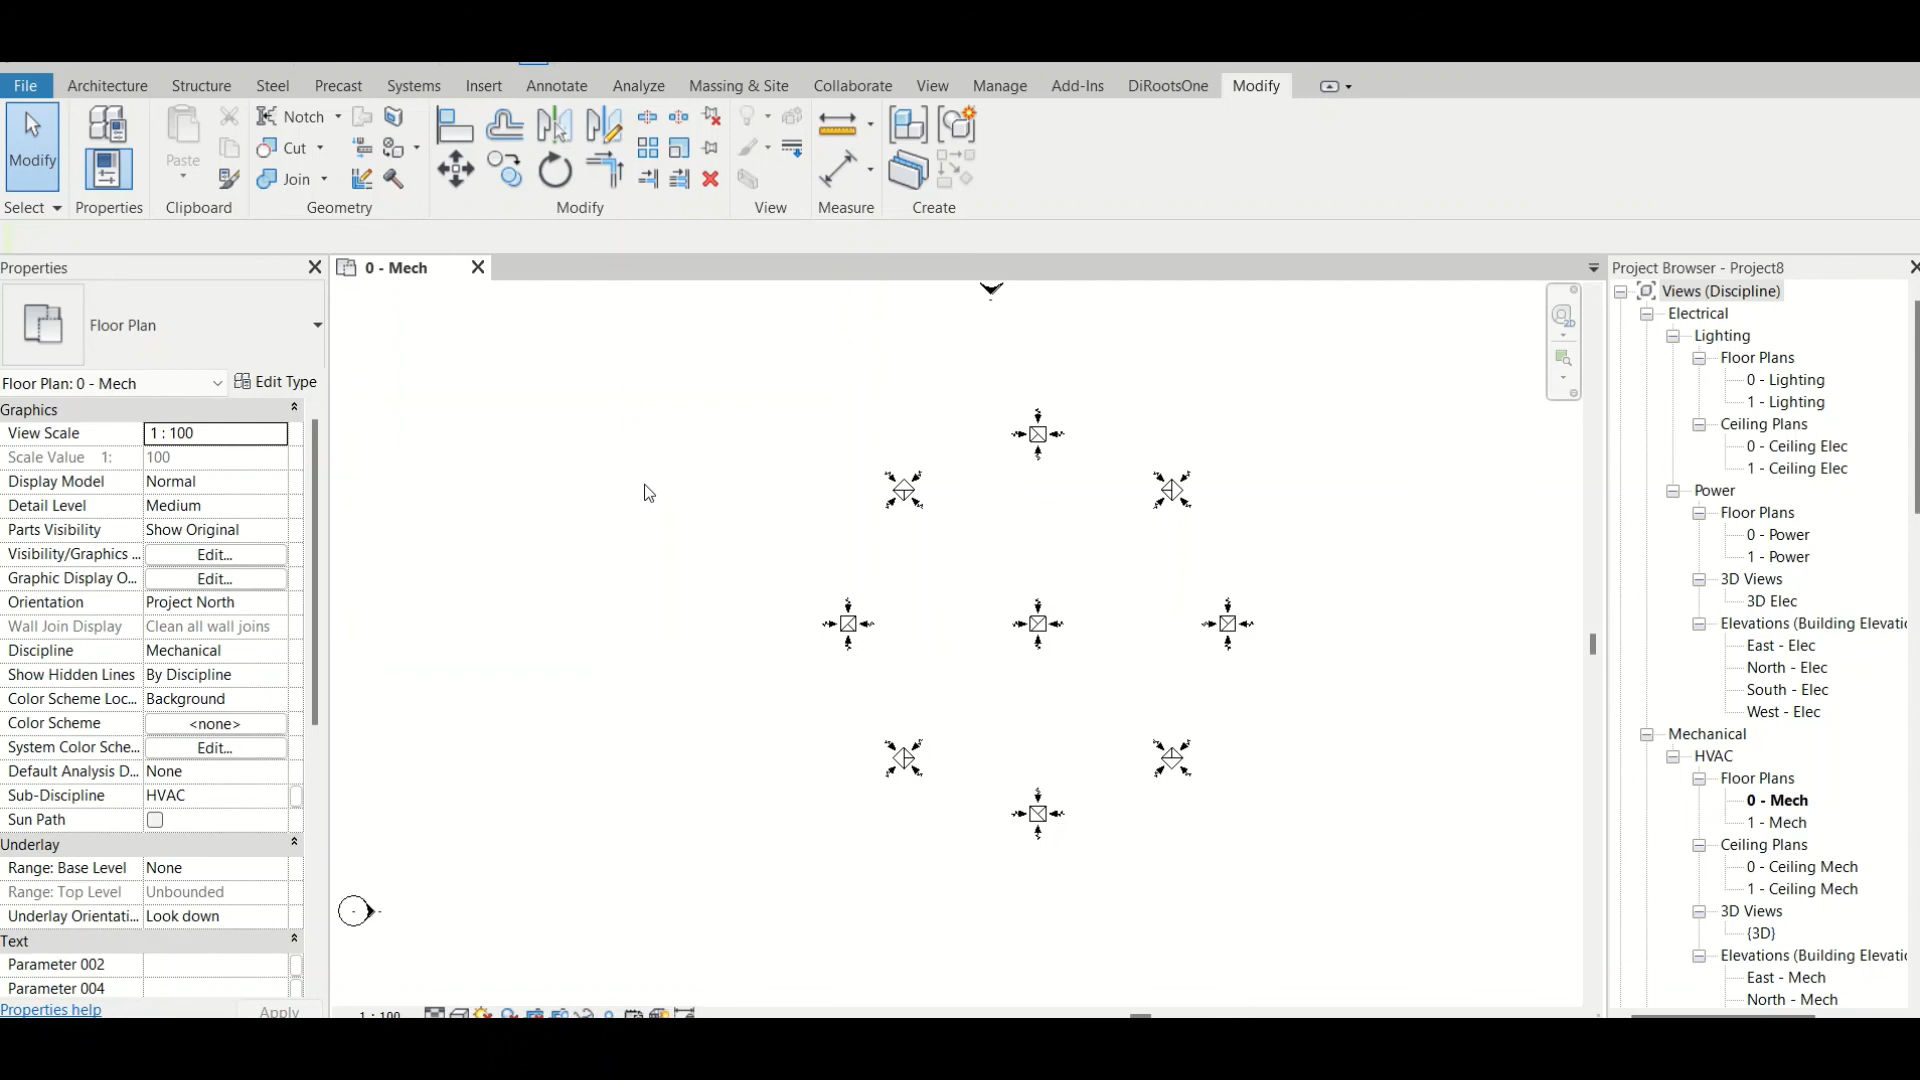 File Architecture Structure Steel Precast Systems Insert Annotate Analyze Massing & Site Collaborate View Manage Add-Ins DiRootsOne Modify
Modify
Paste
Notch
Cut
Join
Select Properties Clipboard Geometry Modify View Measure Create
Properties
0 - Mech
Project Browser - Project8
Floor Plan
Floor Plan: 0 - Mech Edit Type
Graphics
View Scale 1 : 100
Scale Value 1: 100
Display Model Normal
Detail Level Medium
Parts Visibility Show Original
Visibility/Graphics ... Edit...
Graphic Display O... Edit...
Orientation Project North
Wall Join Display Clean all wall joins
Discipline Mechanical
Show Hidden Lines By Discipline
Color Scheme Loc... Background
Color Scheme <none>
System Color Sche... Edit...
Default Analysis D... None
Sub-Discipline HVAC
Sun Path
Underlay
Range: Base Level None
Range: Top Level Unbounded
Underlay Orientati... Look down
Text
Parameter 002
Parameter 004
Properties help Apply
1 : 100
2D
Views (Discipline)
Electrical
Lighting
Floor Plans
0 - Lighting
1 - Lighting
Ceiling Plans
0 - Ceiling Elec
1 - Ceiling Elec
Power
Floor Plans
0 - Power
1 - Power
3D Views
3D Elec
Elevations (Building Elevati
East - Elec
North - Elec
South - Elec
West - Elec
Mechanical
HVAC
Floor Plans
0 - Mech
1 - Mech
Ceiling Plans
0 - Ceiling Mech
1 - Ceiling Mech
3D Views
{3D}
Elevations (Building Elevati
East - Mech
North - Mech